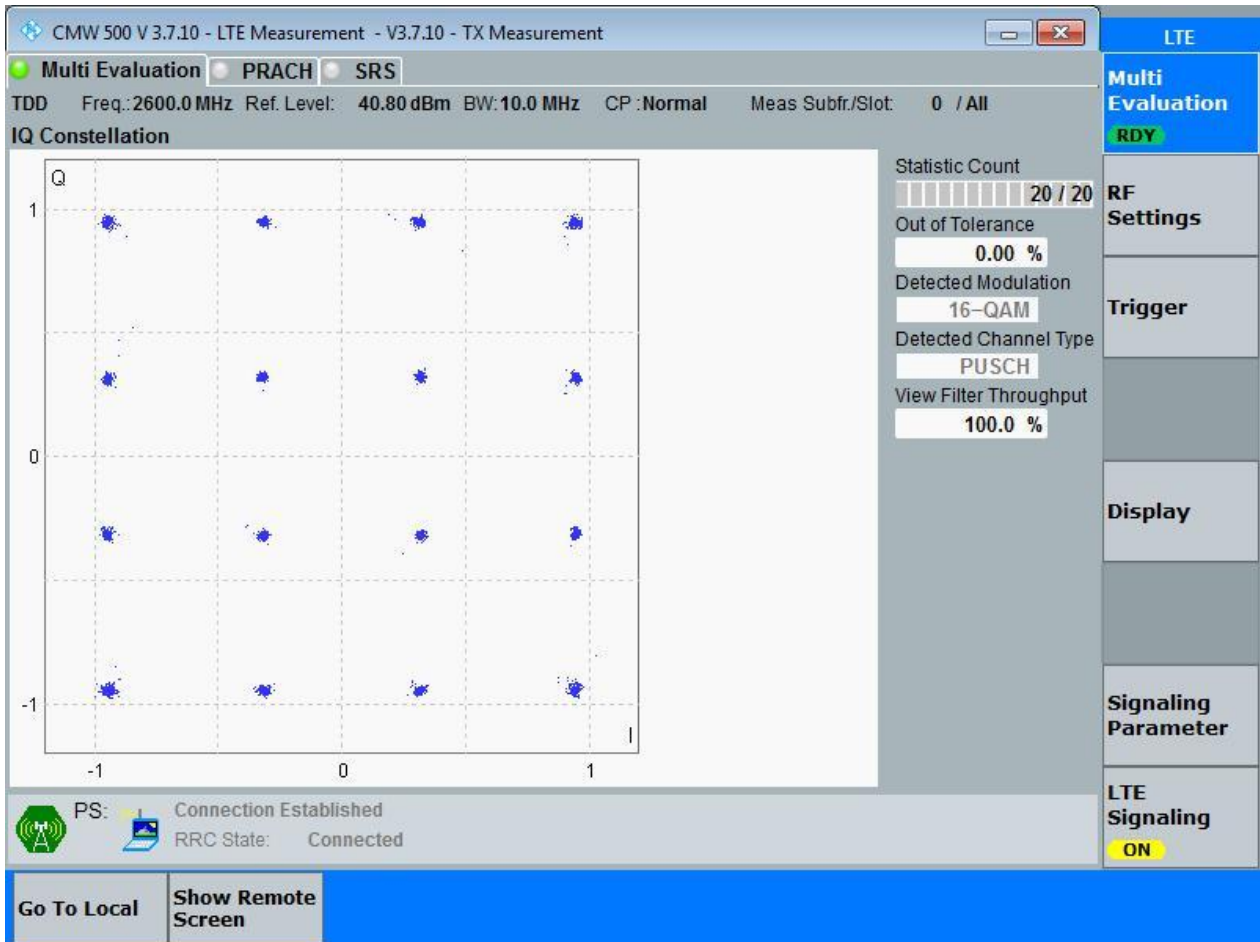 CMW 500 V 3.7.10 - LTE Measurement - V3.7.10 - TX Measurement
LTE
Multi Evaluation PRACH SRS
Multi
Evaluation
RDY
TDD Freq.: 2600.0 MHz Ref. Level: 40.80 dBm BW: 10.0 MHz CP : Normal Meas Subfr./Slot: 0 / All
IQ Constellation
Q
1
0
-1
-1 0 1
I
Statistic Count
20 / 20
Out of Tolerance
0.00 %
Detected Modulation
16-QAM
Detected Channel Type
PUSCH
View Filter Throughput
100.0 %
RF
Settings
Trigger
Display
Signaling
Parameter
LTE
Signaling
ON
PS: Connection Established
RRC State: Connected
Go To Local
Show Remote
Screen